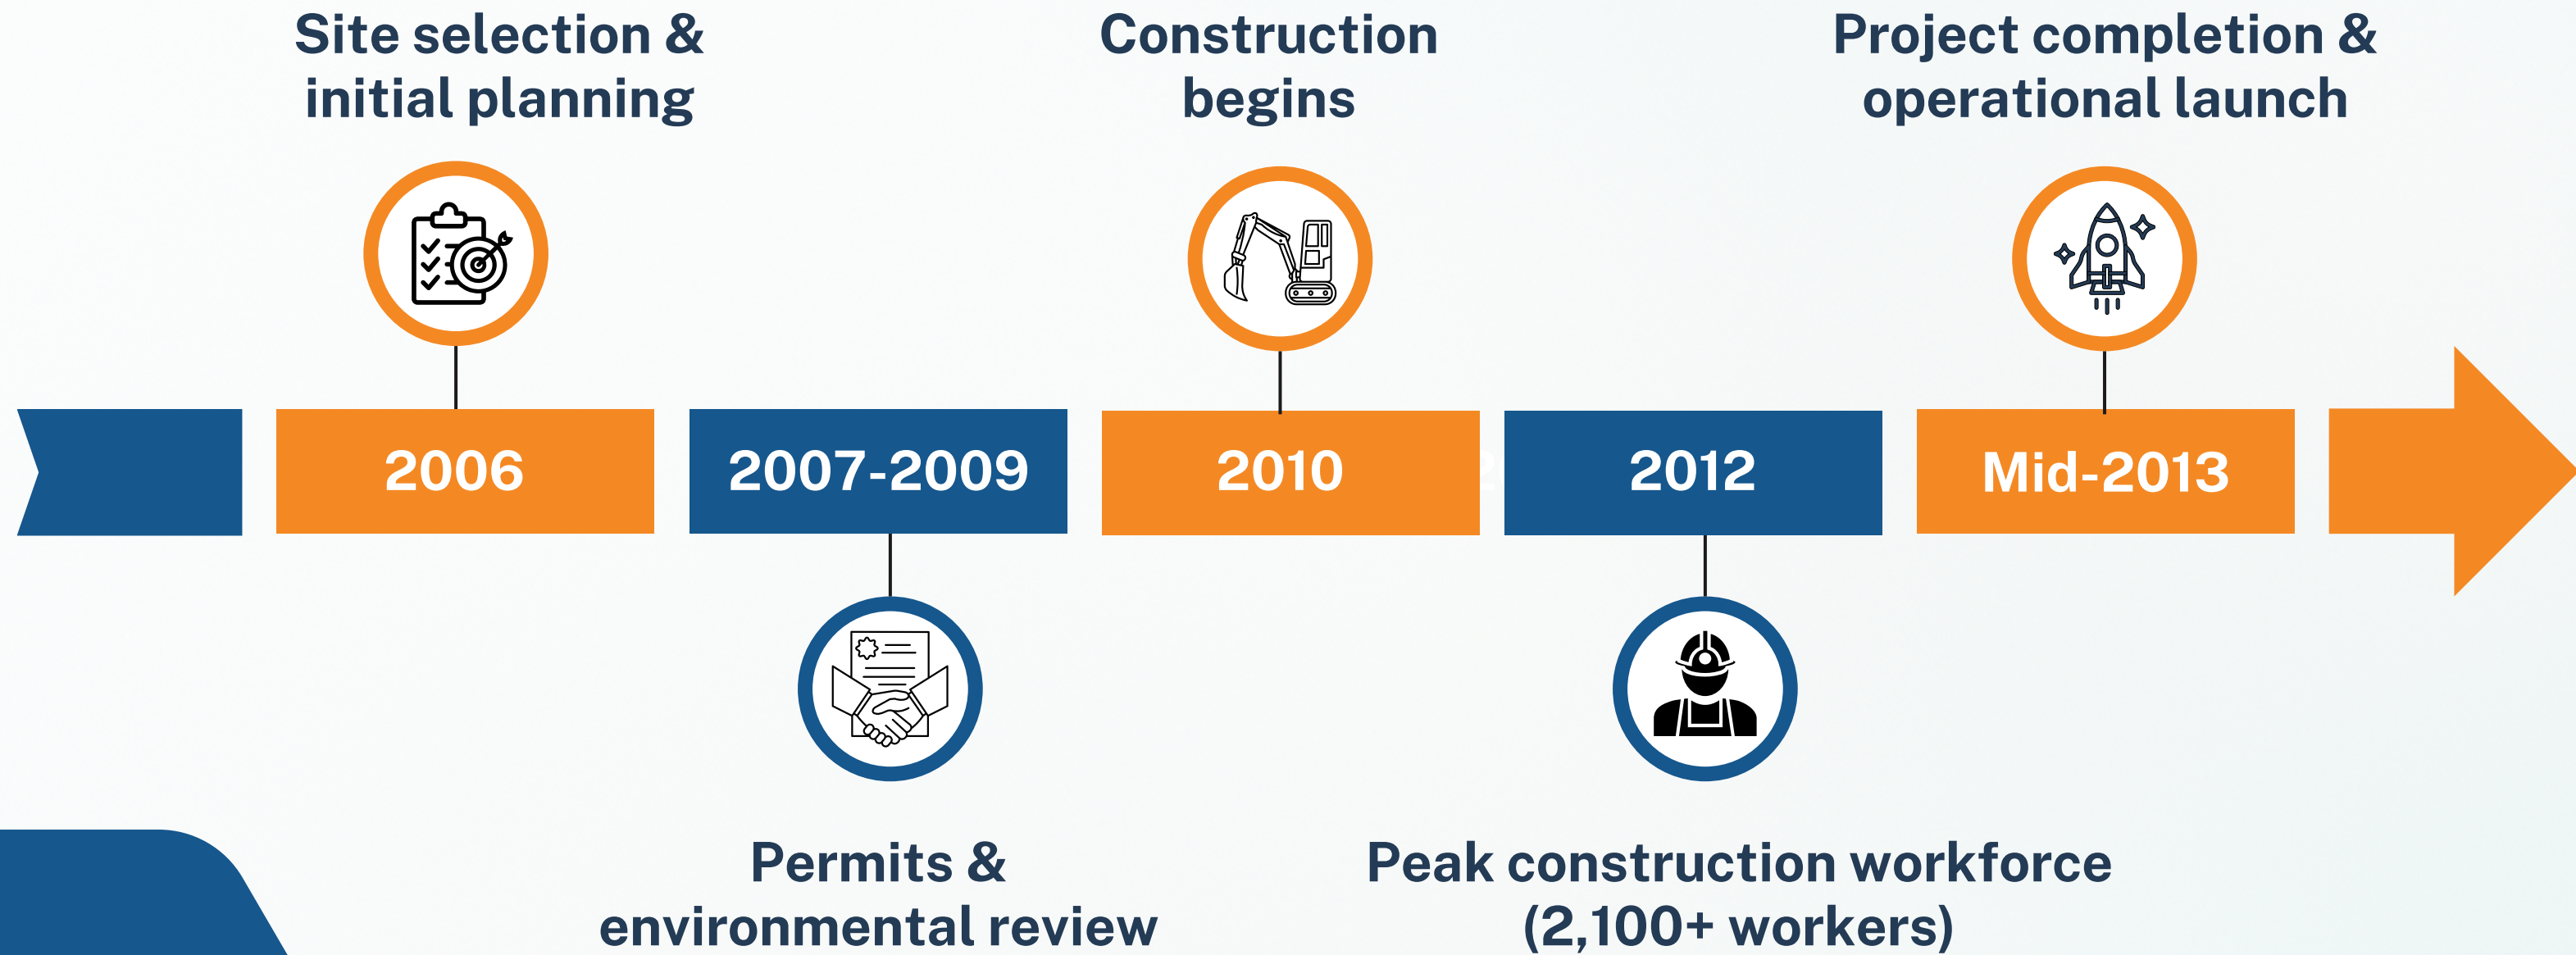 Site selection &
initial planning
Construction
begins
Project completion &
operational launch
2006
2007-2009
2010
2012
Mid-2013
Permits &
environmental review
Peak construction workforce
(2,100+ workers)